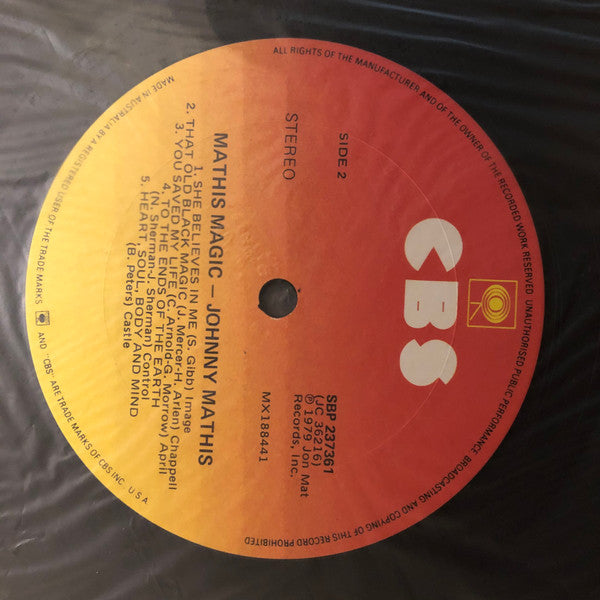 CBS
SIDE 2
STEREO
SBP 237361
(JC 36216)
℗ 1979 Jon Mat
Records, Inc.
MX188441
MATHIS MAGIC – JOHNNY MATHIS
1. SHE BELIEVES IN ME (S. Gibb) Image
2. THAT OLD BLACK MAGIC (J. Mercer-H. Arlen) Chappell
3. YOU SAVED MY LIFE (C. Arnold-G. Morrow) April
4. TO THE ENDS OF THE EARTH
(N. Sherman-J. Sherman) Control
5. HEART, SOUL, BODY AND MIND
(B. Peters) Castle
ALL RIGHTS OF THE MANUFACTURER AND OF THE OWNER OF THE RECORDED WORK RESERVED UNAUTHORISED PUBLIC PERFORMANCE BROADCASTING AND COPYING OF THIS RECORD PROHIBITED
MADE IN AUSTRALIA BY A REGISTERED USER OF THE TRADE MARKS AND "CBS" ARE TRADE MARKS OF CBS INC. U S A